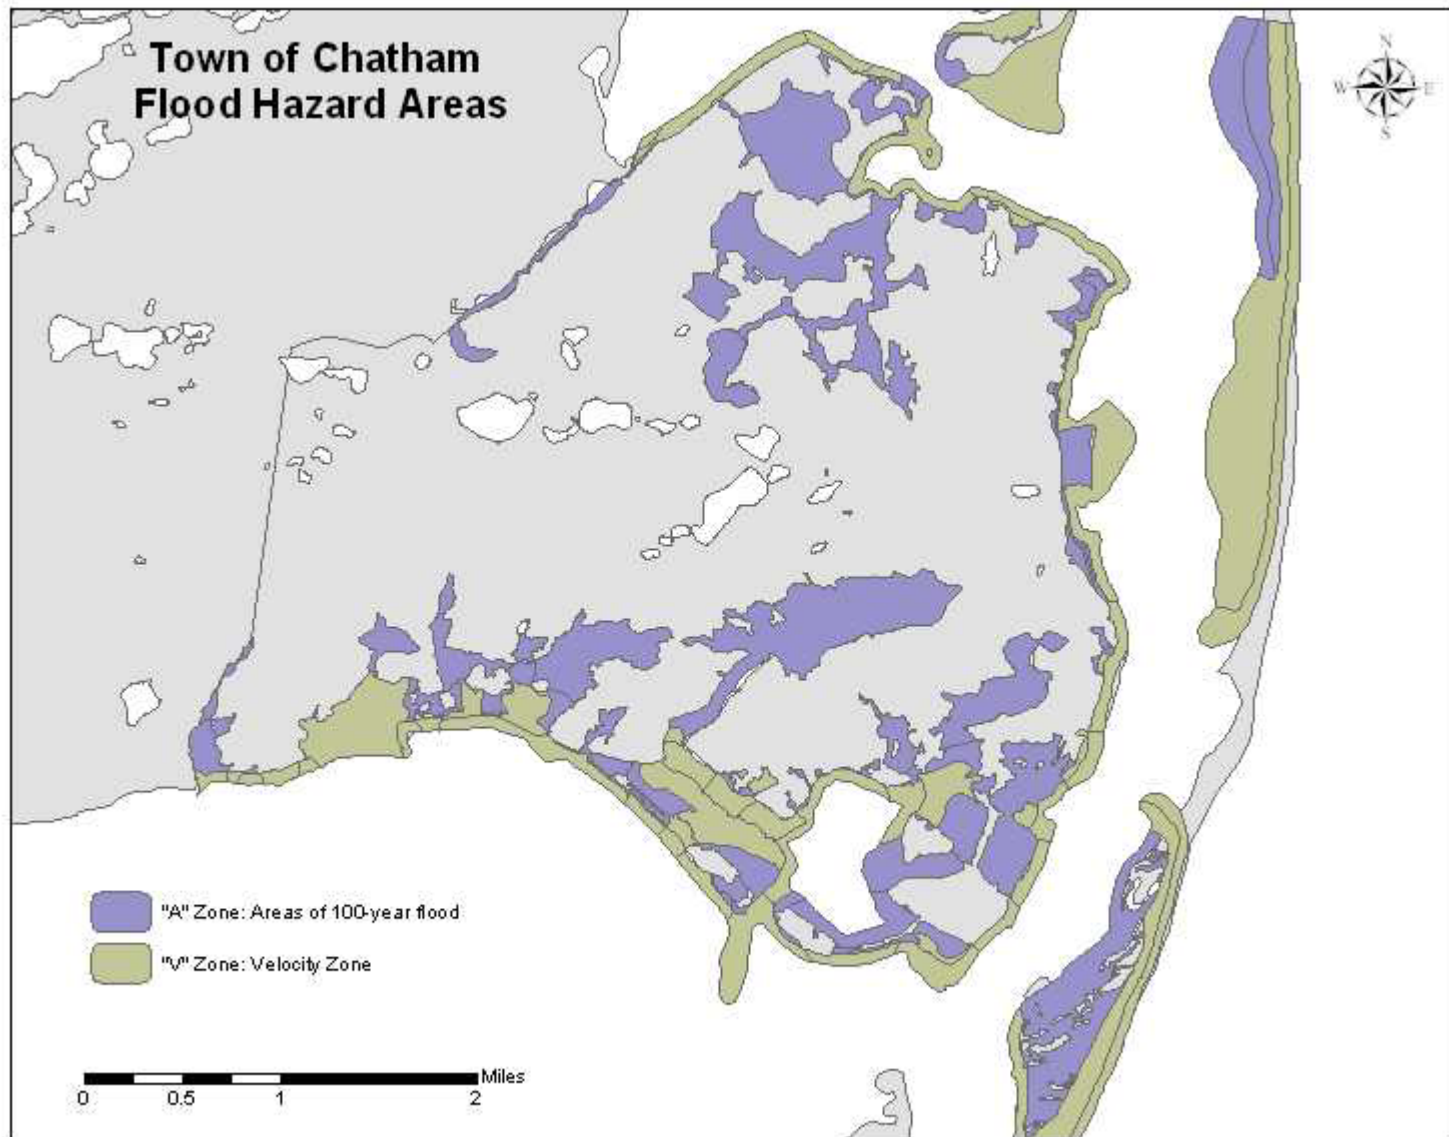 Town of Chatham
Flood Hazard Areas
N
W E
S
"A" Zone: Areas of 100-year flood
"V" Zone: Velocity Zone
Miles
0 0.5 1 2